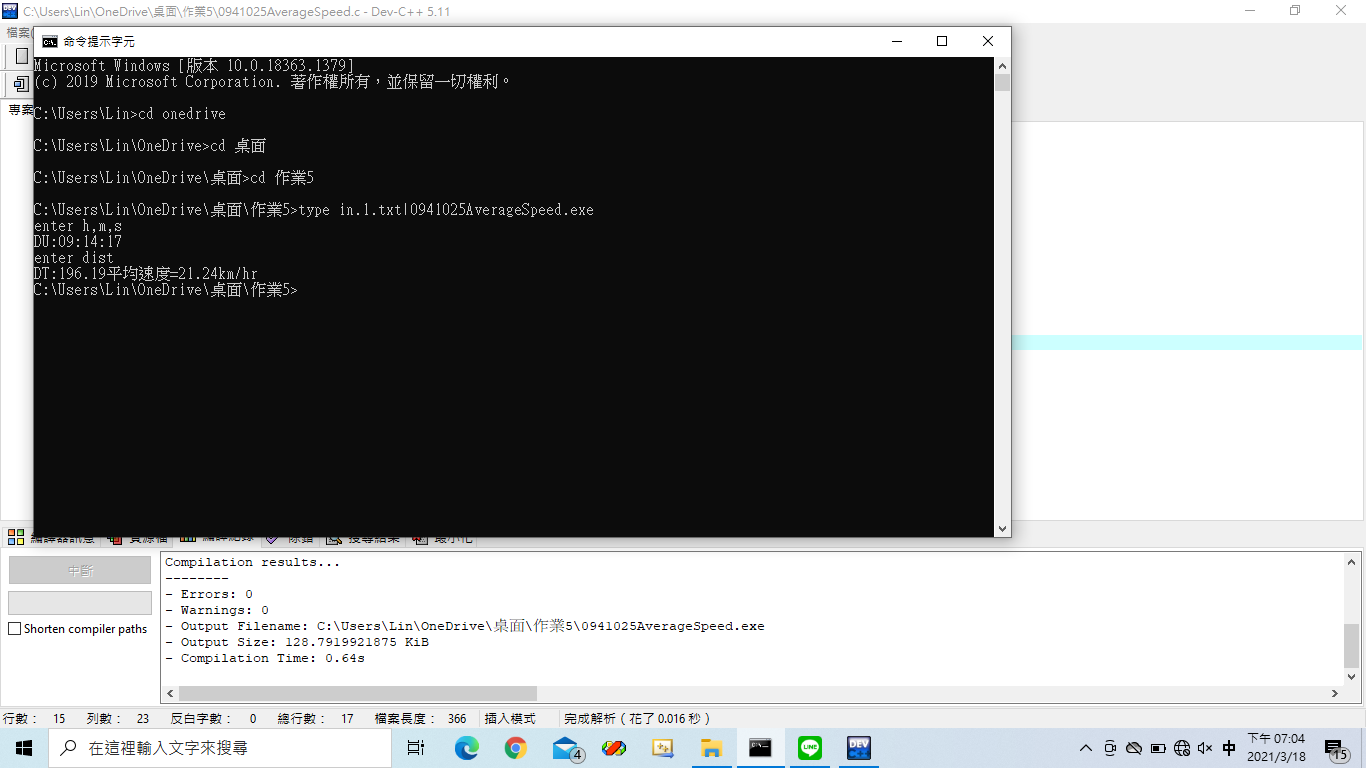 C:\Users\Lin\OneDrive\桌面\作業5\0941025AverageSpeed.c - Dev-C++ 5.11
命令提示字元
Microsoft Windows [版本 10.0.18363.1379]
(c) 2019 Microsoft Corporation. 著作權所有，並保留一切權利。
C:\Users\Lin>cd onedrive
C:\Users\Lin\OneDrive>cd 桌面
C:\Users\Lin\OneDrive\桌面>cd 作業5
C:\Users\Lin\OneDrive\桌面\作業5>type in.1.txt|0941025AverageSpeed.exe
enter h,m,s
DU:09:14:17
enter dist
DT:196.19平均速度=21.24km/hr
C:\Users\Lin\OneDrive\桌面\作業5>
檔案
專案
編譯器訊息 資源檔 編譯紀錄 除錯 搜尋結果 最小化
中斷
Shorten compiler paths
Compilation results...
--------
- Errors: 0
- Warnings: 0
- Output Filename: C:\Users\Lin\OneDrive\桌面\作業5\0941025AverageSpeed.exe
- Output Size: 128.7919921875 KiB
- Compilation Time: 0.64s
行數： 15 列數： 23 反白字數： 0 總行數： 17 檔案長度： 366 插入模式 完成解析 ( 花了 0.016 秒 )
在這裡輸入文字來搜尋
4
DEV
LINE
中
下午 07:04
2021/3/18
15